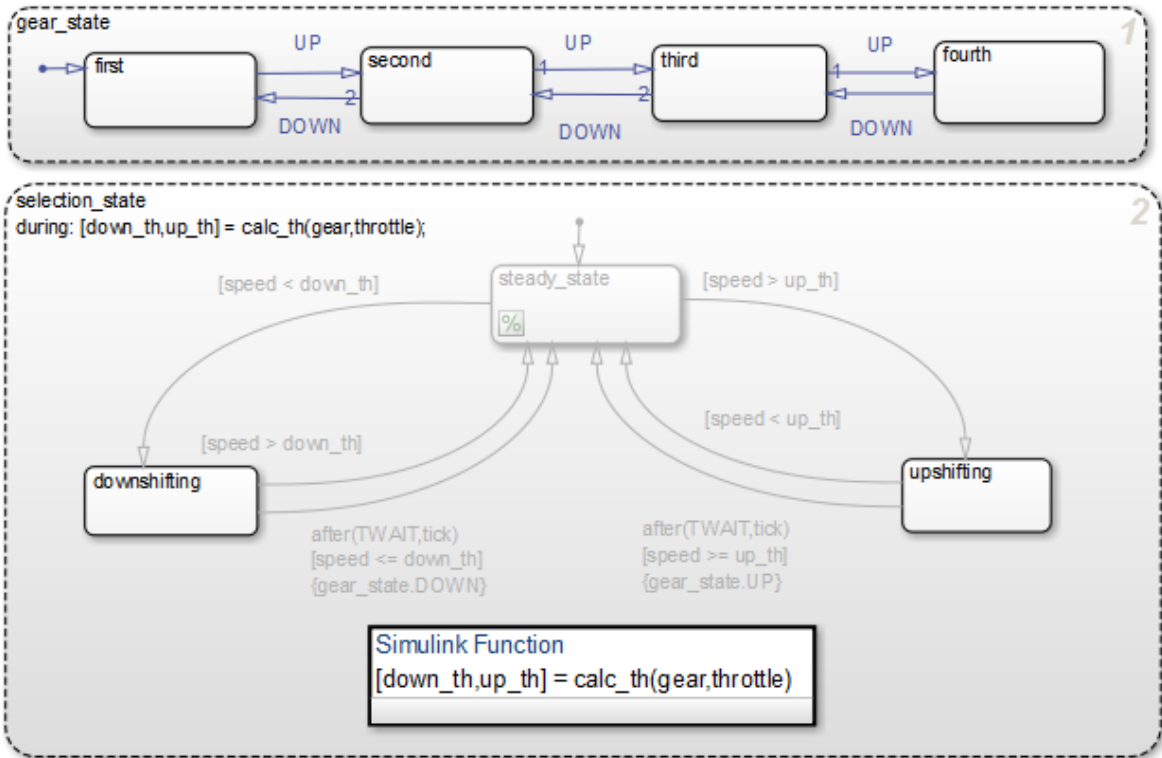 gear_state
1
UP
UP
UP
first
second
third
fourth
1
1
2
2
DOWN
DOWN
DOWN
selection_state
2
during: [down_th,up_th] = calc_th(gear,throttle);
steady_state
[speed < down_th]
[speed > up_th]
%
[speed < up_th]
[speed > down_th]
downshifting
upshifting
after(TWAIT,tick)
[speed <= down_th]
{gear_state.DOWN}
after(TWAIT,tick)
[speed >= up_th]
{gear_state.UP}
Simulink Function
[down_th,up_th] = calc_th(gear,throttle)